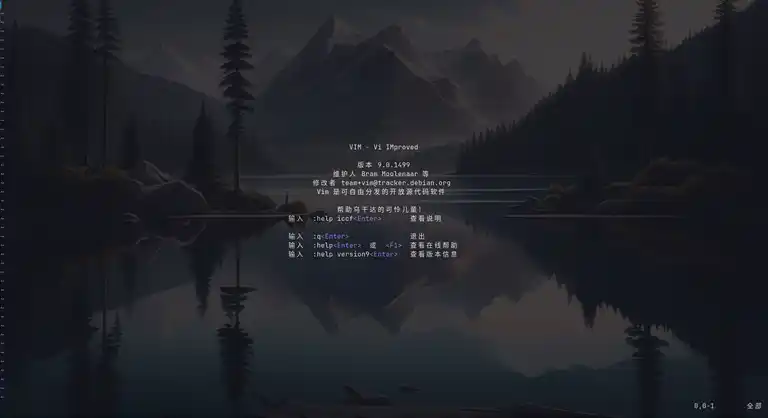 VIM - Vi IMproved
版本 9.0.1499
维护人 Bram Moolenaar 等
修改者 team+vim@tracker.debian.org
Vim 是可自由分发的开放源代码软件
帮助乌干达的可怜儿童!
输入 :help iccf<Enter> 查看说明
输入 :q<Enter> 退出
输入 :help<Enter> 或 <F1> 查看在线帮助
输入 :help version9<Enter> 查看版本信息
0,0-1 全部